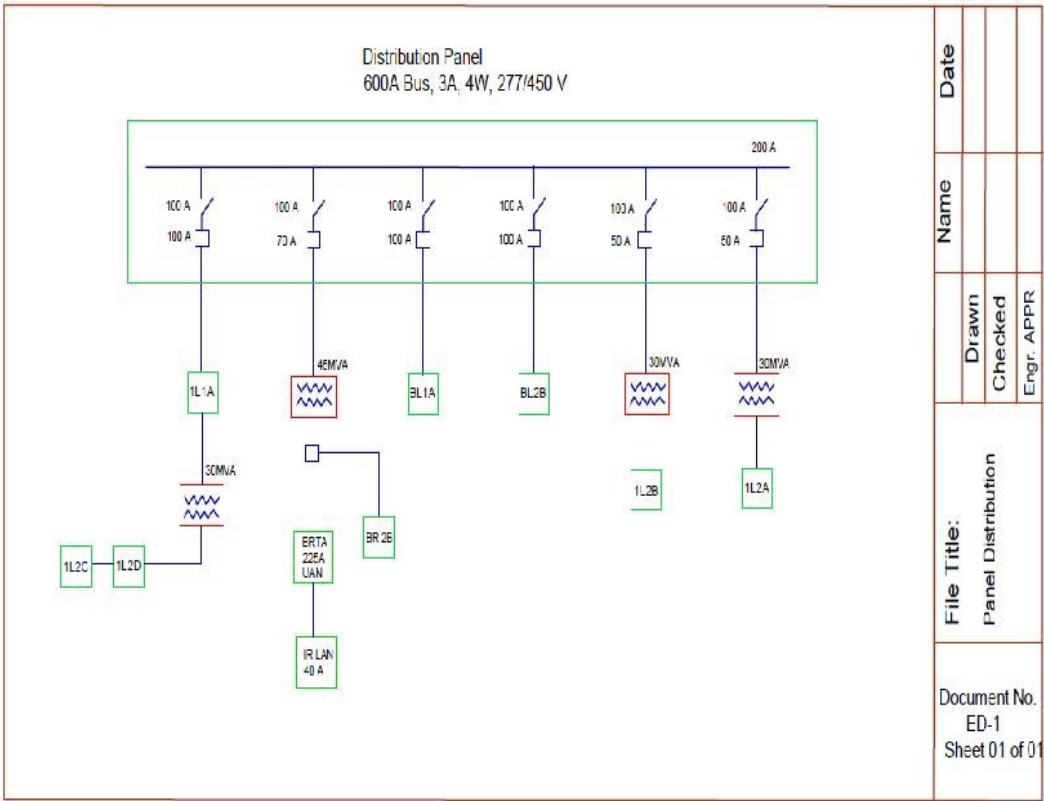 Distribution Panel
600A Bus, 3A, 4W, 277/450 V
200 A
100 A
100 A
100 A
100 A
100 A
100 A
100 A
70 A
100 A
100 A
50 A
50 A
45MVA
30MVA
30MVA
1L1A
BL1A
BL2B
30MVA
1L2B
1L2A
BR2B
ERTA
225A
UAN
1L2C
1L2D
IR LAN
40 A
Date
Name
Drawn
Checked
Engr. APPR
File Title:
Panel Distribution
Document No.
ED-1
Sheet 01 of 01